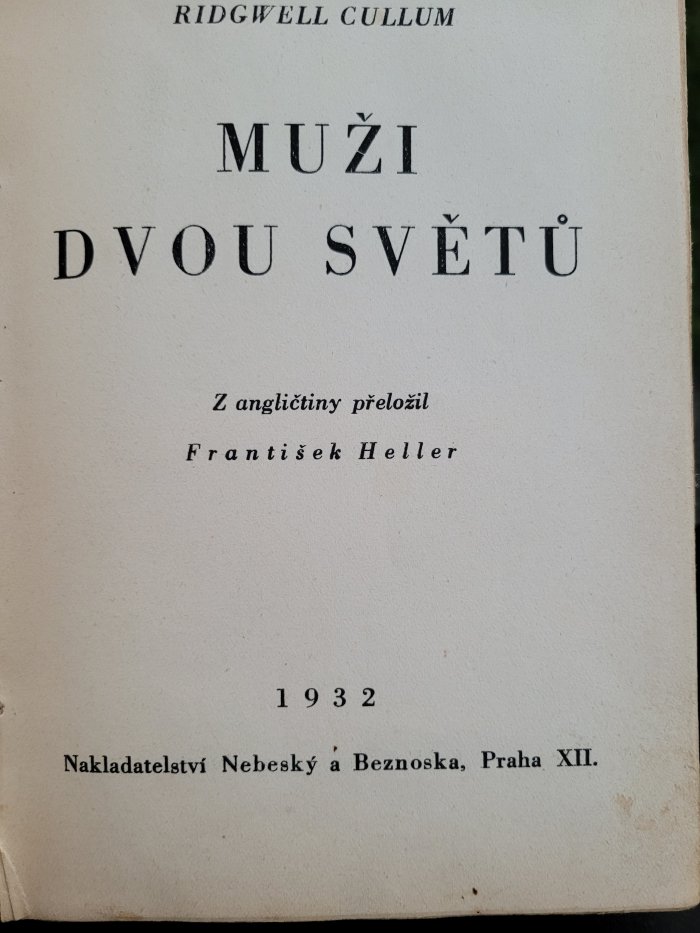 RIDGWELL CULLUM
MUŽI
DVOU SVĚTŮ
Z angličtiny přeložil
František Heller
1932
Nakladatelství Nebeský a Beznoska, Praha XII.